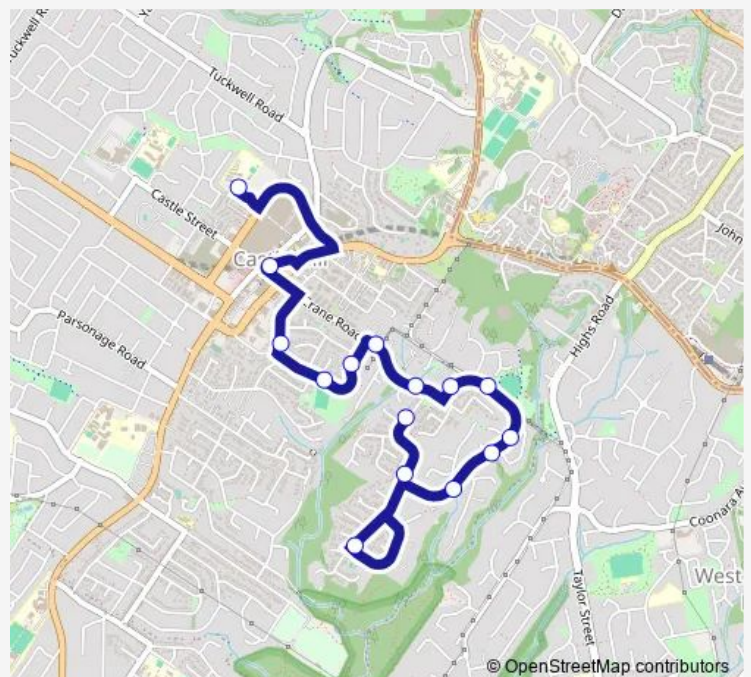 Tuckwell Road
Castle Street
John
Crane Road
Highs Road
Parsonage Road
Coonara A
West
Taylor Street
© OpenStreetMap contributors